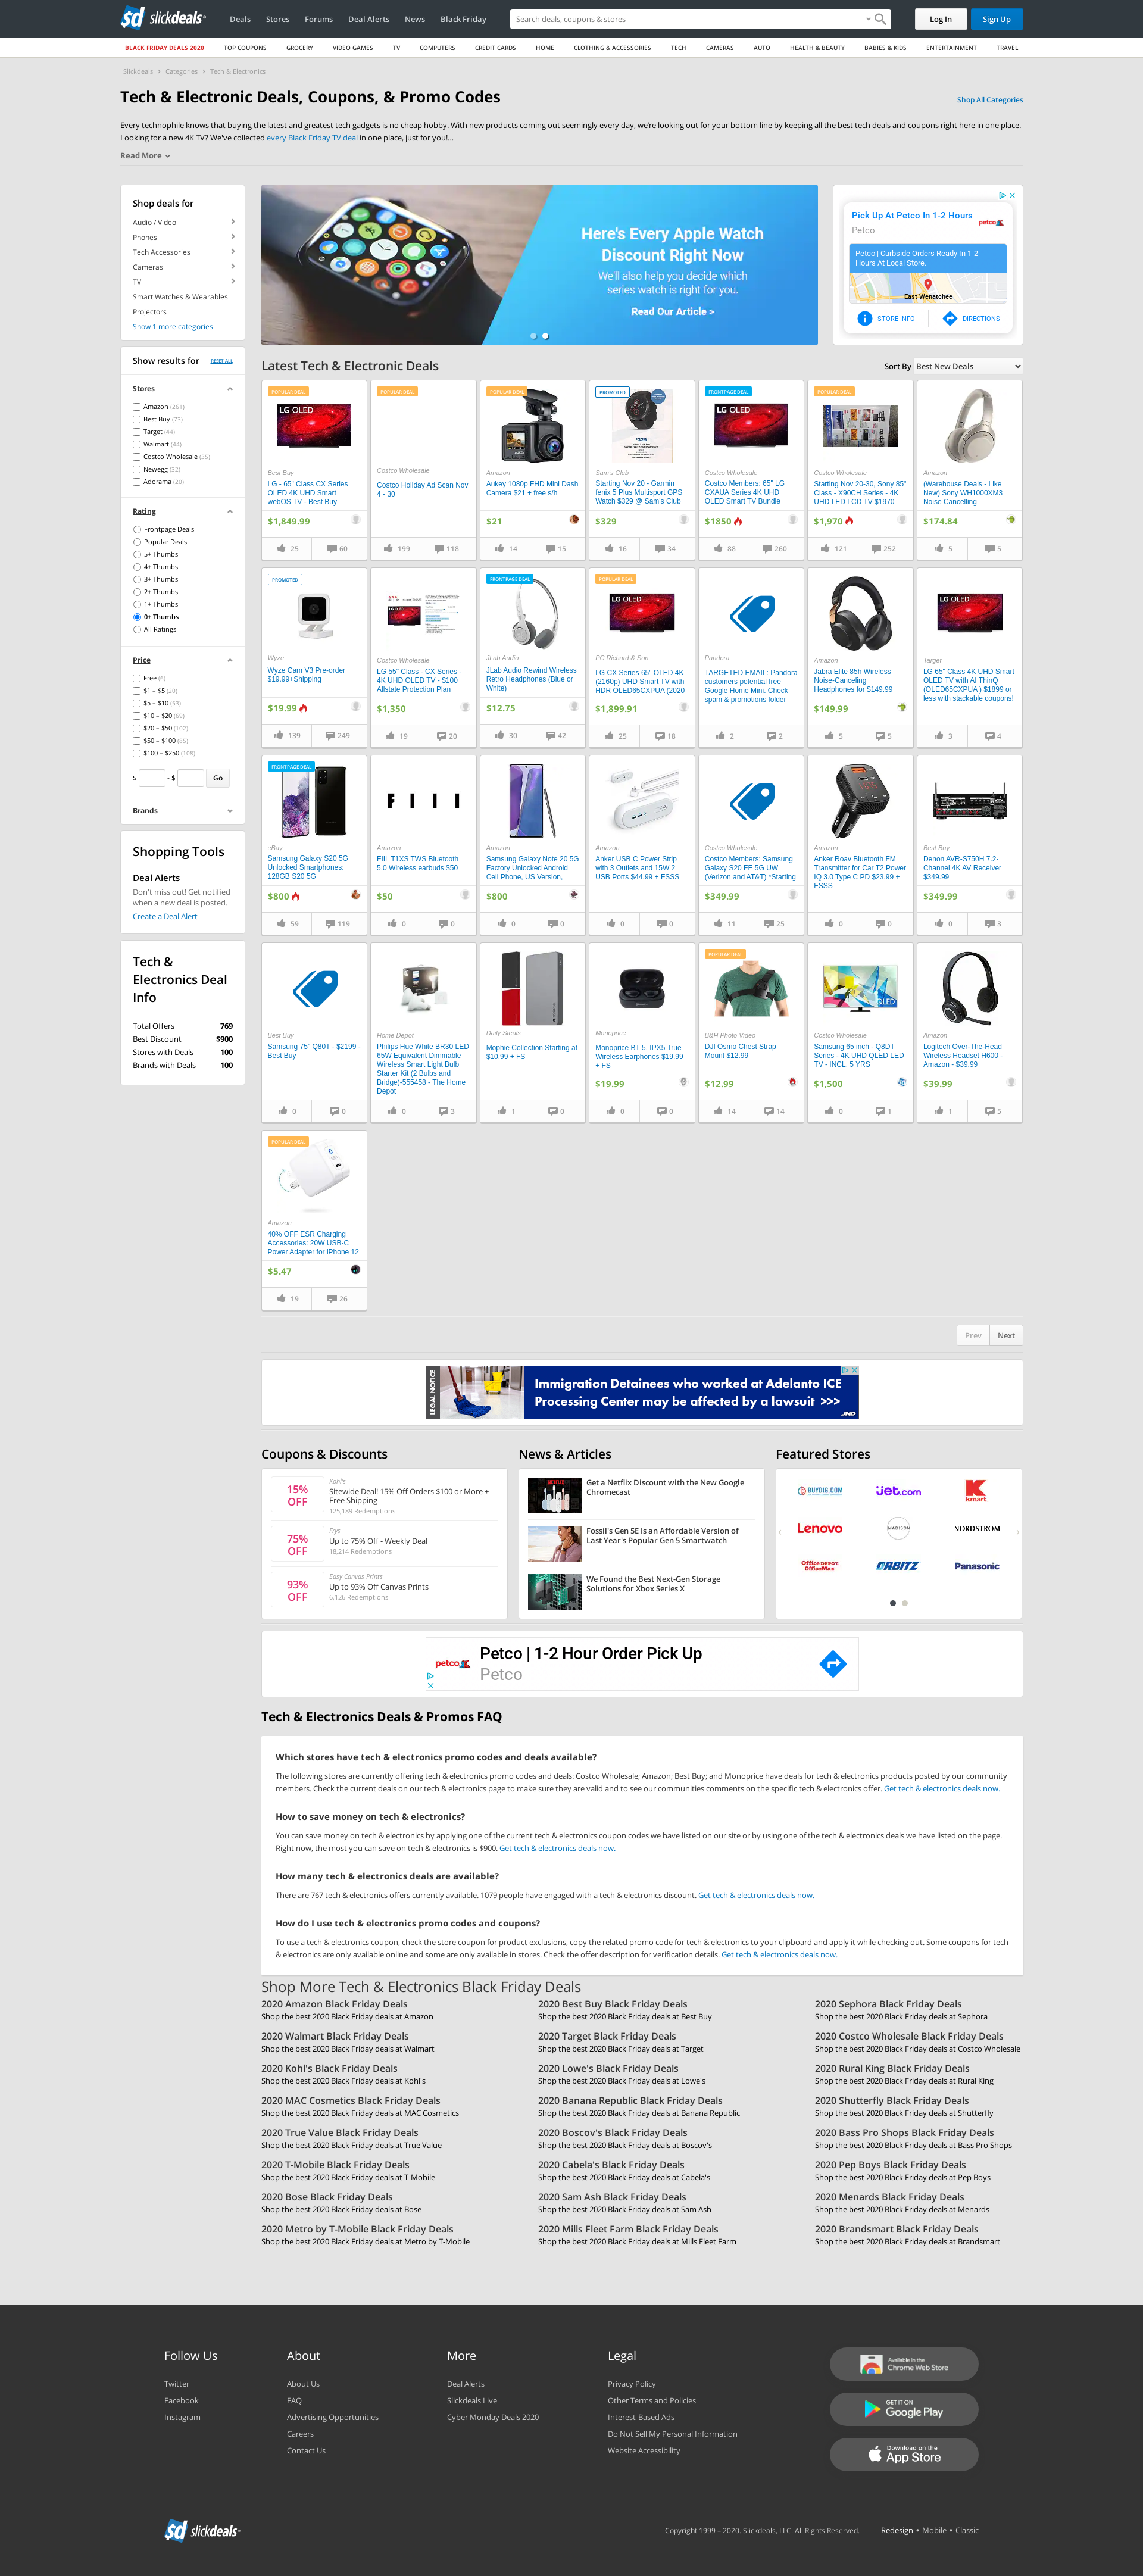 slickdeals
Deals
Stores
Forums
Deal Alerts
News
Black Friday
Search deals, coupons & stores
Log In
Sign Up
BLACK FRIDAY DEALS 2020
TOP COUPONS
GROCERY
VIDEO GAMES
TV
COMPUTERS
CREDIT CARDS
HOME
CLOTHING & ACCESSORIES
TECH
CAMERAS
AUTO
HEALTH & BEAUTY
BABIES & KIDS
ENTERTAINMENT
TRAVEL
Slickdeals > Categories > Tech & Electronics
Tech & Electronic Deals, Coupons, & Promo Codes
Shop All Categories
Every technophile knows that buying the latest and greatest tech gadgets is no cheap hobby. With new products coming out seemingly every day, we're looking out for your bottom line by keeping all the best tech deals and coupons right here in one place.
Looking for a new 4K TV? We've collected every Black Friday TV deal in one place, just for you!...
Read More
Shop deals for
Audio / Video
Phones
Tech Accessories
Cameras
TV
Smart Watches & Wearables
Projectors
Show 1 more categories
Show results for
RESET ALL
Stores
Amazon (261)
Best Buy (73)
Target (44)
Walmart (44)
Costco Wholesale (35)
Newegg (32)
Adorama (20)
Rating
Frontpage Deals
Popular Deals
5+ Thumbs
4+ Thumbs
3+ Thumbs
2+ Thumbs
1+ Thumbs
0+ Thumbs
All Ratings
Price
Free (6)
$1 – $5 (20)
$5 – $10 (53)
$10 – $20 (69)
$20 – $50 (102)
$50 – $100 (85)
$100 – $250 (108)
$ - $ Go
Brands
Shopping Tools
Deal Alerts
Don't miss out! Get notified
when a new deal is posted.
Create a Deal Alert
Tech &
Electronics Deal
Info
Total Offers 769
Best Discount $900
Stores with Deals 100
Brands with Deals 100
Here's Every Apple Watch
Discount Right Now
We'll also help you decide which
series watch is right for you.
Read Our Article >
Pick Up At Petco In 1-2 Hours
Petco
petco
Petco | Curbside Orders Ready In 1-2
Hours At Local Store.
East Wenatchee
STORE INFO
DIRECTIONS
Latest Tech & Electronic Deals
Sort By Best New Deals
POPULAR DEAL
LG OLED
Best Buy
LG - 65" Class CX Series
OLED 4K UHD Smart
webOS TV - Best Buy
$1,849.99
25 60
POPULAR DEAL
Costco Wholesale
Costco Holiday Ad Scan Nov
4 - 30
199 118
POPULAR DEAL
Amazon
Aukey 1080p FHD Mini Dash
Camera $21 + free s/h
$21
14 15
PROMOTED
$329
Sam's Club
Starting Nov 20 - Garmin
fenix 5 Plus Multisport GPS
Watch $329 @ Sam's Club
$329
16 34
FRONTPAGE DEAL
LG OLED
Costco Wholesale
Costco Members: 65" LG
CXAUA Series 4K UHD
OLED Smart TV Bundle
$1850
88 260
POPULAR DEAL
Costco Wholesale
Starting Nov 20-30, Sony 85"
Class - X90CH Series - 4K
UHD LED LCD TV $1970
$1,970
121 252
Amazon
(Warehouse Deals - Like
New) Sony WH1000XM3
Noise Cancelling
$174.84
5 5
PROMOTED
Wyze
Wyze Cam V3 Pre-order
$19.99+Shipping
$19.99
139 249
Costco Wholesale
LG 55" Class - CX Series -
4K UHD OLED TV - $100
Allstate Protection Plan
$1,350
19 20
FRONTPAGE DEAL
JLab Audio
JLab Audio Rewind Wireless
Retro Headphones (Blue or
White)
$12.75
30 42
POPULAR DEAL
LG OLED
PC Richard & Son
LG CX Series 65" OLED 4K
(2160p) UHD Smart TV with
HDR OLED65CXPUA (2020
$1,899.91
25 18
Pandora
TARGETED EMAIL: Pandora
customers potential free
Google Home Mini. Check
spam & promotions folder
2 2
Amazon
Jabra Elite 85h Wireless
Noise-Canceling
Headphones for $149.99
$149.99
5 5
LG OLED
Target
LG 65" Class 4K UHD Smart
OLED TV with AI ThinQ
(OLED65CXPUA ) $1899 or
less with stackable coupons!
3 4
FRONTPAGE DEAL
eBay
Samsung Galaxy S20 5G
Unlocked Smartphones:
128GB S20 5G+
$800
59 119
FIIL
Amazon
FIIL T1XS TWS Bluetooth
5.0 Wireless earbuds $50
$50
0 0
Amazon
Samsung Galaxy Note 20 5G
Factory Unlocked Android
Cell Phone, US Version,
$800
0 0
Amazon
Anker USB C Power Strip
with 3 Outlets and 15W 2
USB Ports $44.99 + FSSS
0 0
Costco Wholesale
Costco Members: Samsung
Galaxy S20 FE 5G UW
(Verizon and AT&T) *Starting
$349.99
11 25
Amazon
Anker Roav Bluetooth FM
Transmitter for Car T2 Power
IQ 3.0 Type C PD $23.99 +
FSSS
0 0
Best Buy
Denon AVR-S750H 7.2-
Channel 4K AV Receiver
$349.99
$349.99
0 3
Best Buy
Samsung 75" Q80T - $2199 -
Best Buy
0 0
Home Depot
Philips Hue White BR30 LED
65W Equivalent Dimmable
Wireless Smart Light Bulb
Starter Kit (2 Bulbs and
Bridge)-555458 - The Home
Depot
0 3
Daily Steals
Mophie Collection Starting at
$10.99 + FS
1 0
Monoprice
Monoprice BT 5, IPX5 True
Wireless Earphones $19.99
+ FS
$19.99
0 0
POPULAR DEAL
B&H Photo Video
DJI Osmo Chest Strap
Mount $12.99
$12.99
14 14
QLED
Costco Wholesale
Samsung 65 inch - Q8DT
Series - 4K UHD QLED LED
TV - INCL. 5 YRS
$1,500
0 1
Amazon
Logitech Over-The-Head
Wireless Headset H600 -
Amazon - $39.99
$39.99
1 5
POPULAR DEAL
Amazon
40% OFF ESR Charging
Accessories: 20W USB-C
Power Adapter for iPhone 12
$5.47
19 26
Prev Next
LEGAL NOTICE
Immigration Detainees who worked at Adelanto ICE
Processing Center may be affected by a lawsuit >>>
JND
Coupons & Discounts
15%
OFF
Kohl's
Sitewide Deal! 15% Off Orders $100 or More +
Free Shipping
125,189 Redemptions
75%
OFF
Frys
Up to 75% Off - Weekly Deal
18,214 Redemptions
93%
OFF
Easy Canvas Prints
Up to 93% Off Canvas Prints
6,126 Redemptions
News & Articles
NETFLIX
Get a Netflix Discount with the New Google
Chromecast
Fossil's Gen 5E Is an Affordable Version of
Last Year's Popular Gen 5 Smartwatch
We Found the Best Next-Gen Storage
Solutions for Xbox Series X
Featured Stores
BUYDIG.COM
jet.com
kmart
Lenovo
MADISON
NORDSTROM
Office DEPOT
OfficeMax
ORBITZ
Panasonic
petco
Petco | 1-2 Hour Order Pick Up
Petco
Tech & Electronics Deals & Promos FAQ
Which stores have tech & electronics promo codes and deals available?
The following stores are currently offering tech & electronics promo codes and deals: Costco Wholesale; Amazon; Best Buy; and Monoprice have deals for tech & electronics products posted by our community
members. Check the current deals on our tech & electronics page to make sure they are valid and to see our communities comments on the specific tech & electronics offer. Get tech & electronics deals now.
How to save money on tech & electronics?
You can save money on tech & electronics by applying one of the current tech & electronics coupon codes we have listed on our site or by using one of the tech & electronics deals we have listed on the page.
Right now, the most you can save on tech & electronics is $900. Get tech & electronics deals now.
How many tech & electronics deals are available?
There are 767 tech & electronics offers currently available. 1079 people have engaged with a tech & electronics discount. Get tech & electronics deals now.
How do I use tech & electronics promo codes and coupons?
To use a tech & electronics coupon, check the store coupon for product exclusions, copy the related promo code for tech & electronics to your clipboard and apply it while checking out. Some coupons for tech
& electronics are only available online and some are only available in stores. Check the offer description for verification details. Get tech & electronics deals now.
Shop More Tech & Electronics Black Friday Deals
2020 Amazon Black Friday Deals
Shop the best 2020 Black Friday deals at Amazon
2020 Best Buy Black Friday Deals
Shop the best 2020 Black Friday deals at Best Buy
2020 Sephora Black Friday Deals
Shop the best 2020 Black Friday deals at Sephora
2020 Walmart Black Friday Deals
Shop the best 2020 Black Friday deals at Walmart
2020 Target Black Friday Deals
Shop the best 2020 Black Friday deals at Target
2020 Costco Wholesale Black Friday Deals
Shop the best 2020 Black Friday deals at Costco Wholesale
2020 Kohl's Black Friday Deals
Shop the best 2020 Black Friday deals at Kohl's
2020 Lowe's Black Friday Deals
Shop the best 2020 Black Friday deals at Lowe's
2020 Rural King Black Friday Deals
Shop the best 2020 Black Friday deals at Rural King
2020 MAC Cosmetics Black Friday Deals
Shop the best 2020 Black Friday deals at MAC Cosmetics
2020 Banana Republic Black Friday Deals
Shop the best 2020 Black Friday deals at Banana Republic
2020 Shutterfly Black Friday Deals
Shop the best 2020 Black Friday deals at Shutterfly
2020 True Value Black Friday Deals
Shop the best 2020 Black Friday deals at True Value
2020 Boscov's Black Friday Deals
Shop the best 2020 Black Friday deals at Boscov's
2020 Bass Pro Shops Black Friday Deals
Shop the best 2020 Black Friday deals at Bass Pro Shops
2020 T-Mobile Black Friday Deals
Shop the best 2020 Black Friday deals at T-Mobile
2020 Cabela's Black Friday Deals
Shop the best 2020 Black Friday deals at Cabela's
2020 Pep Boys Black Friday Deals
Shop the best 2020 Black Friday deals at Pep Boys
2020 Bose Black Friday Deals
Shop the best 2020 Black Friday deals at Bose
2020 Sam Ash Black Friday Deals
Shop the best 2020 Black Friday deals at Sam Ash
2020 Menards Black Friday Deals
Shop the best 2020 Black Friday deals at Menards
2020 Metro by T-Mobile Black Friday Deals
Shop the best 2020 Black Friday deals at Metro by T-Mobile
2020 Mills Fleet Farm Black Friday Deals
Shop the best 2020 Black Friday deals at Mills Fleet Farm
2020 Brandsmart Black Friday Deals
Shop the best 2020 Black Friday deals at Brandsmart
Follow Us
Twitter
Facebook
Instagram
About
About Us
FAQ
Advertising Opportunities
Careers
Contact Us
More
Deal Alerts
Slickdeals Live
Cyber Monday Deals 2020
Legal
Privacy Policy
Other Terms and Policies
Interest-Based Ads
Do Not Sell My Personal Information
Website Accessibility
Available in the
Chrome Web Store
GET IT ON
Google Play
Download on the
App Store
slickdeals
Copyright 1999 – 2020. Slickdeals, LLC. All Rights Reserved.
Redesign • Mobile • Classic